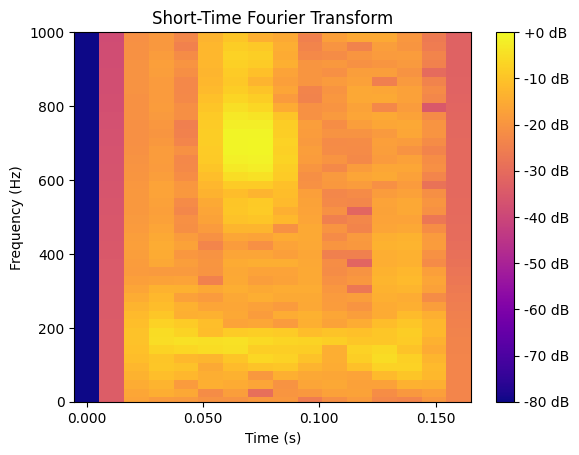 Short-Time Fourier Transform
1000
800
600
400
200
0
Frequency (Hz)
0.000
0.050
0.100
0.150
Time (s)
+0 dB
-10 dB
-20 dB
-30 dB
-40 dB
-50 dB
-60 dB
-70 dB
-80 dB